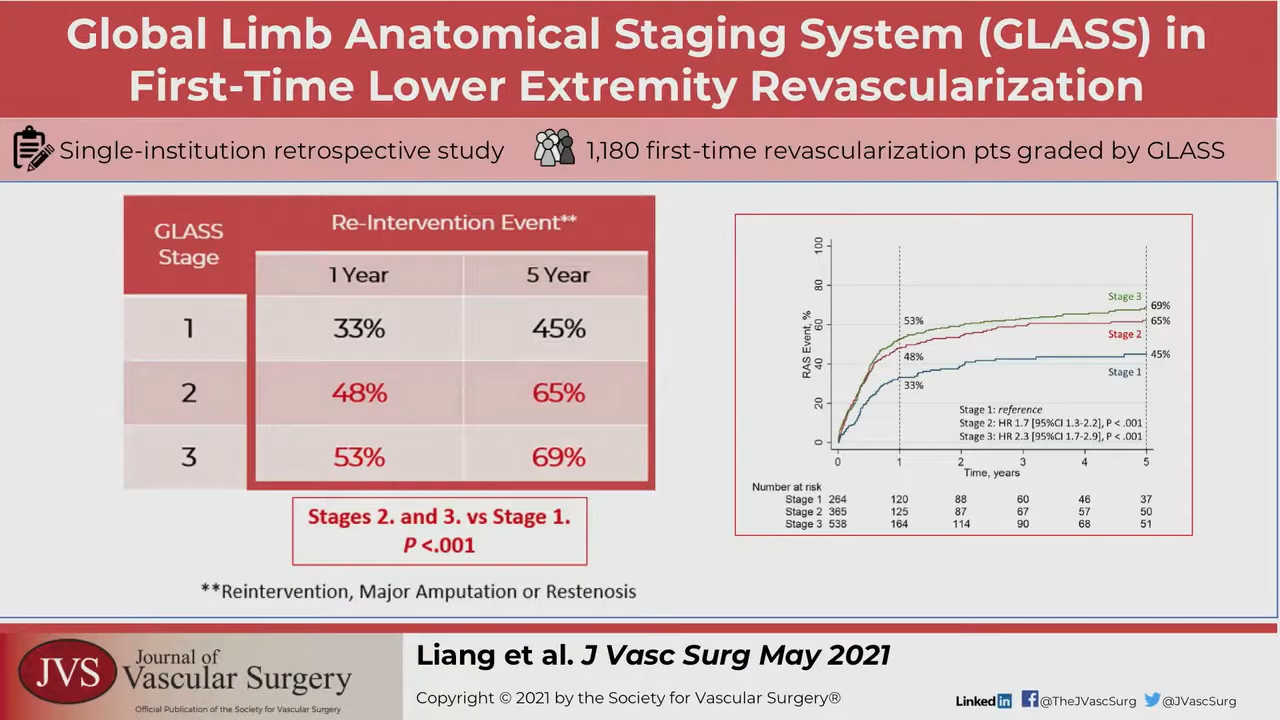 Global Limb Anatomical Staging System (GLASS) in
First-Time Lower Extremity Revascularization
Single-institution retrospective study
1,180 first-time revascularization pts graded by GLASS
GLASS
Stage
Re-Intervention Event**
1 Year
5 Year
1
33%
45%
2
48%
65%
3
53%
69%
Stages 2. and 3. vs Stage 1.
P <.001
**Reintervention, Major Amputation or Restenosis
RAS Event, %
100
80
60
40
20
0
53%
48%
33%
Stage 3
69%
65%
Stage 2
45%
Stage 1
Stage 1: reference
Stage 2: HR 1.7 [95%CI 1.3-2.2], P < .001
Stage 3: HR 2.3 [95%CI 1.7-2.9], P < .001
0 1 2 3 4 5
Time, years
Number at risk
Stage 1 264 120 88 60 46 37
Stage 2 365 125 87 67 57 50
Stage 3 538 164 114 90 68 51
JVS
Journal of
Vascular Surgery
Official Publication of the Society for Vascular Surgery
Liang et al. J Vasc Surg May 2021
Copyright © 2021 by the Society for Vascular Surgery®
Linked in @TheJVascSurg @JVascSurg